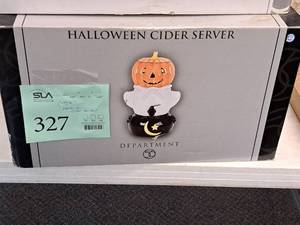 HALLOWEEN CIDER SERVER
SLA
327
DEPARTMENT